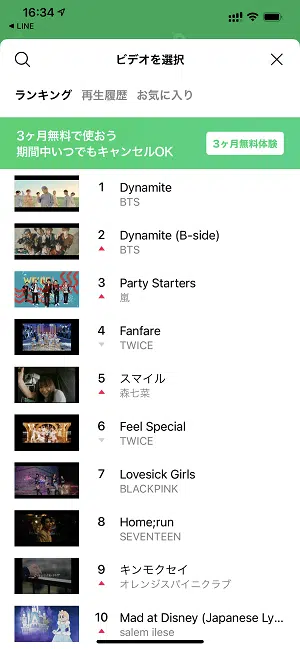 16:34
LINE
ビデオを選択
ランキング 再生履歴 お気に入り
3ヶ月無料で使おう
期間中いつでもキャンセルOK
3ヶ月無料体験
1 Dynamite
BTS
2 Dynamite (B-side)
BTS
3 Party Starters
嵐
4 Fanfare
TWICE
5 スマイル
森七菜
6 Feel Special
TWICE
7 Lovesick Girls
BLACKPINK
8 Home;run
SEVENTEEN
9 キンモクセイ
オレンジスパイニクラブ
10 Mad at Disney (Japanese Ly...
salem ilese